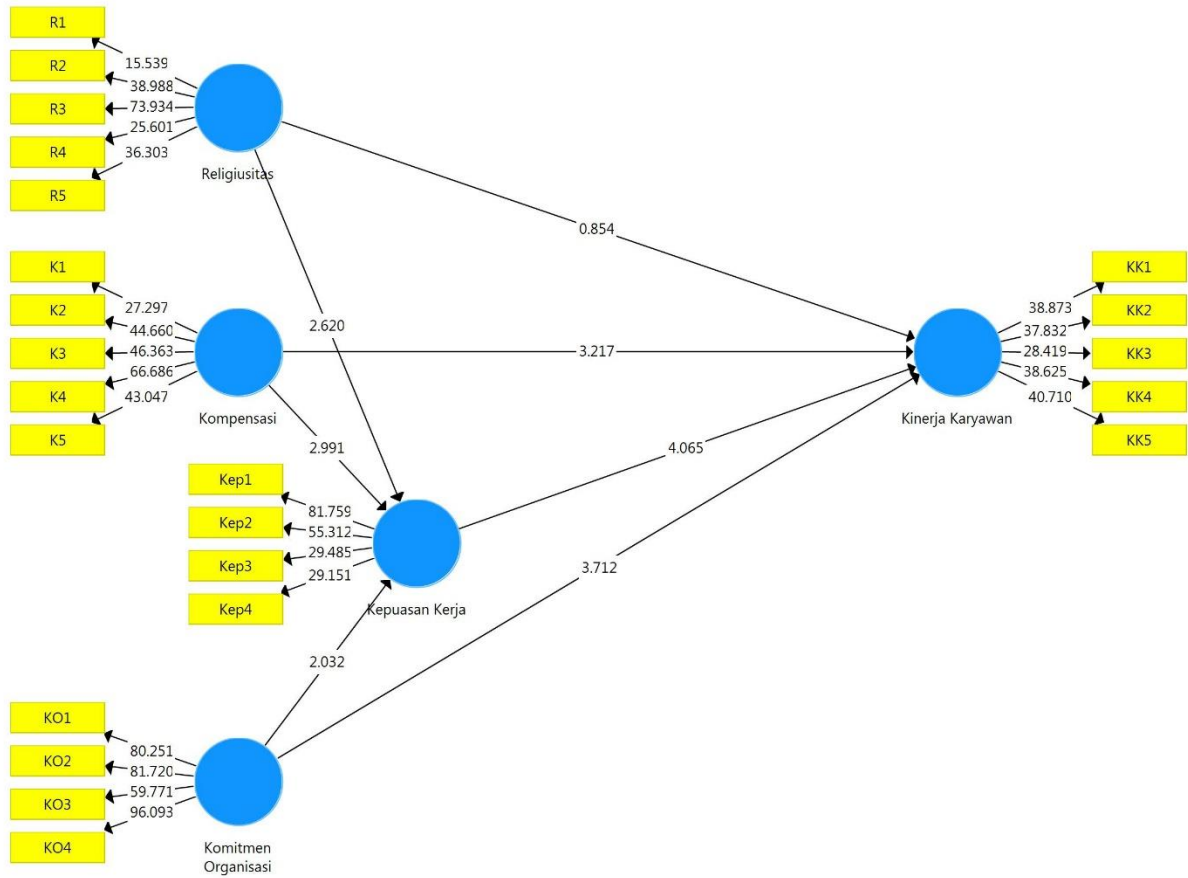 R1
15.539
R2
38.988
R3
73.934
R4
25.601
R5
36.303
Religiusitas
0.854
K1
27.297
K2
44.660
K3
46.363
K4
66.686
K5
43.047
Kompensasi
2.620
3.217
2.991
KK1
38.873
KK2
37.832
KK3
28.419
KK4
38.625
KK5
40.710
Kinerja Karyawan
Kep1
81.759
Kep2
55.312
Kep3
29.485
Kep4
29.151
Kepuasan Kerja
4.065
3.712
2.032
KO1
80.251
KO2
81.720
KO3
59.771
KO4
96.093
Komitmen
Organisasi